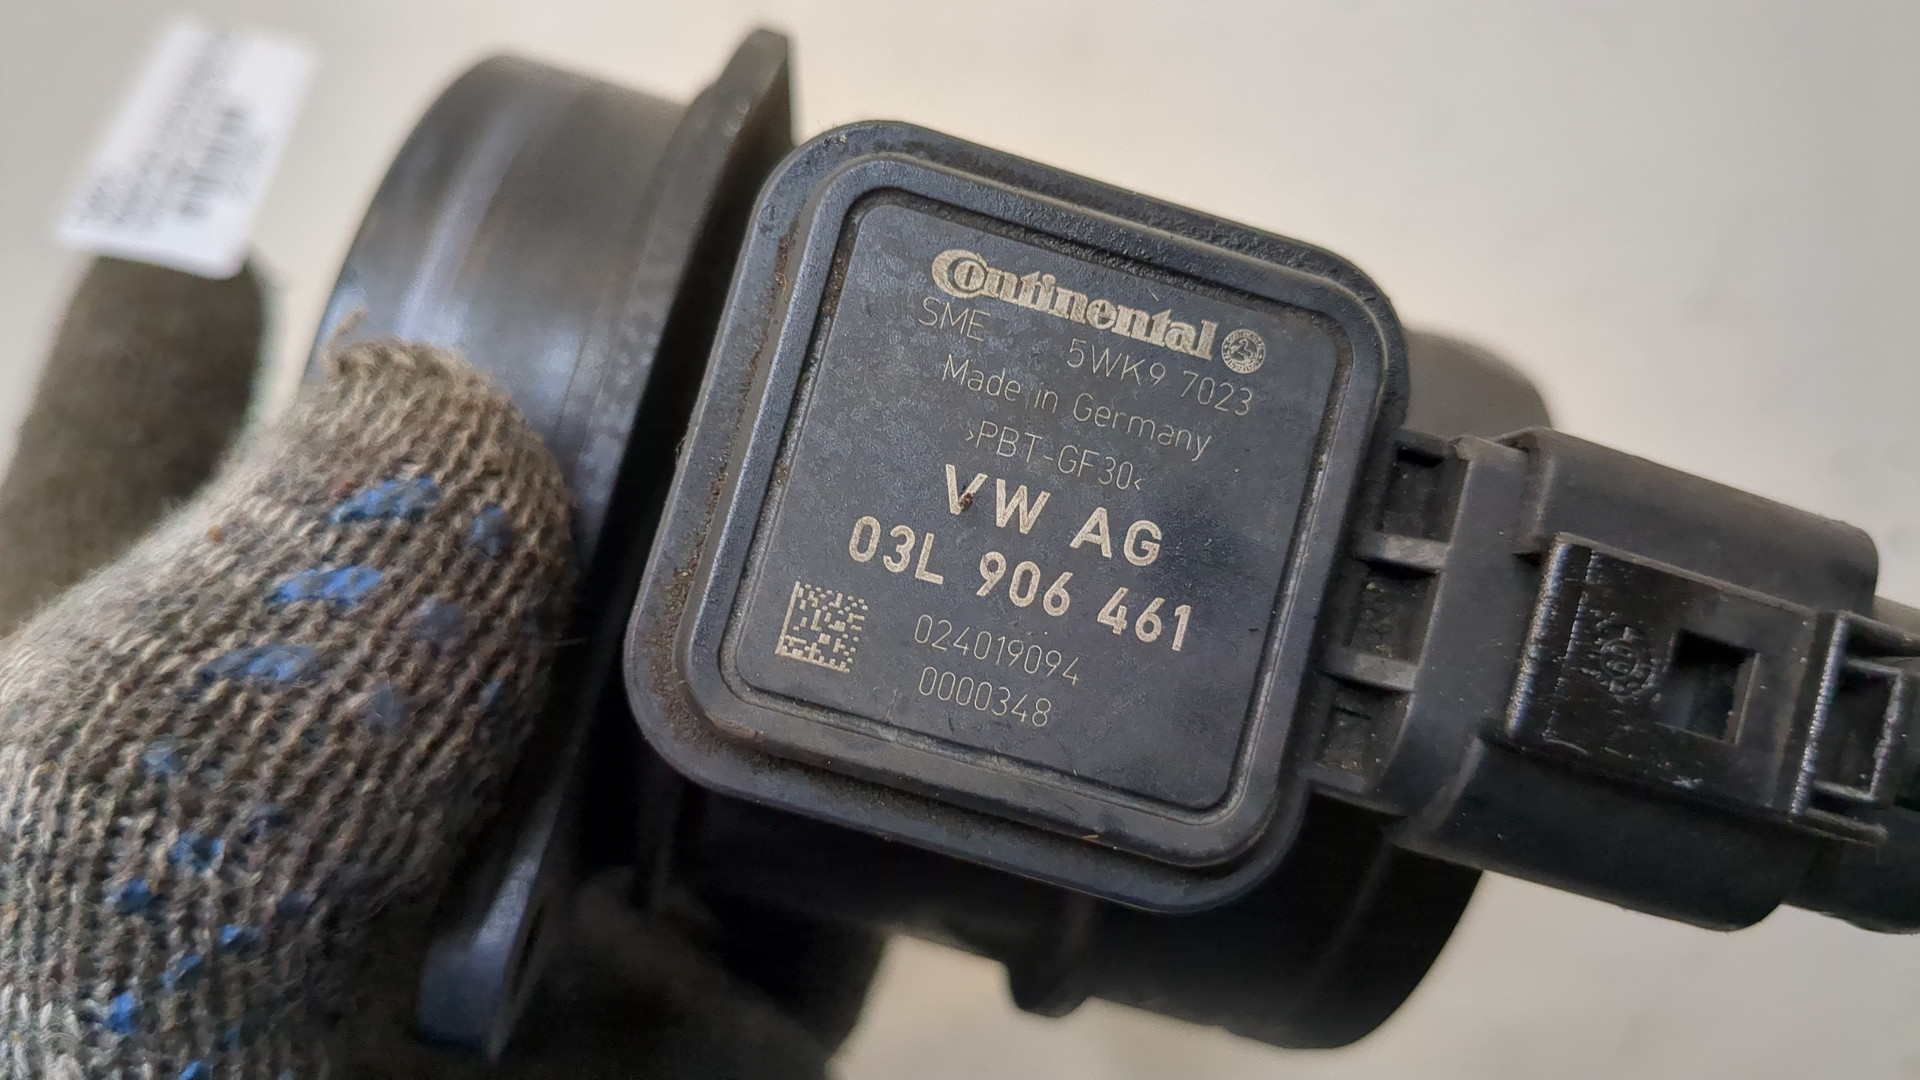 Continental
SME 5WK9 7023
Made in Germany
>PBT-GF30<
VW AG
03L 906 461
024019094
0000348